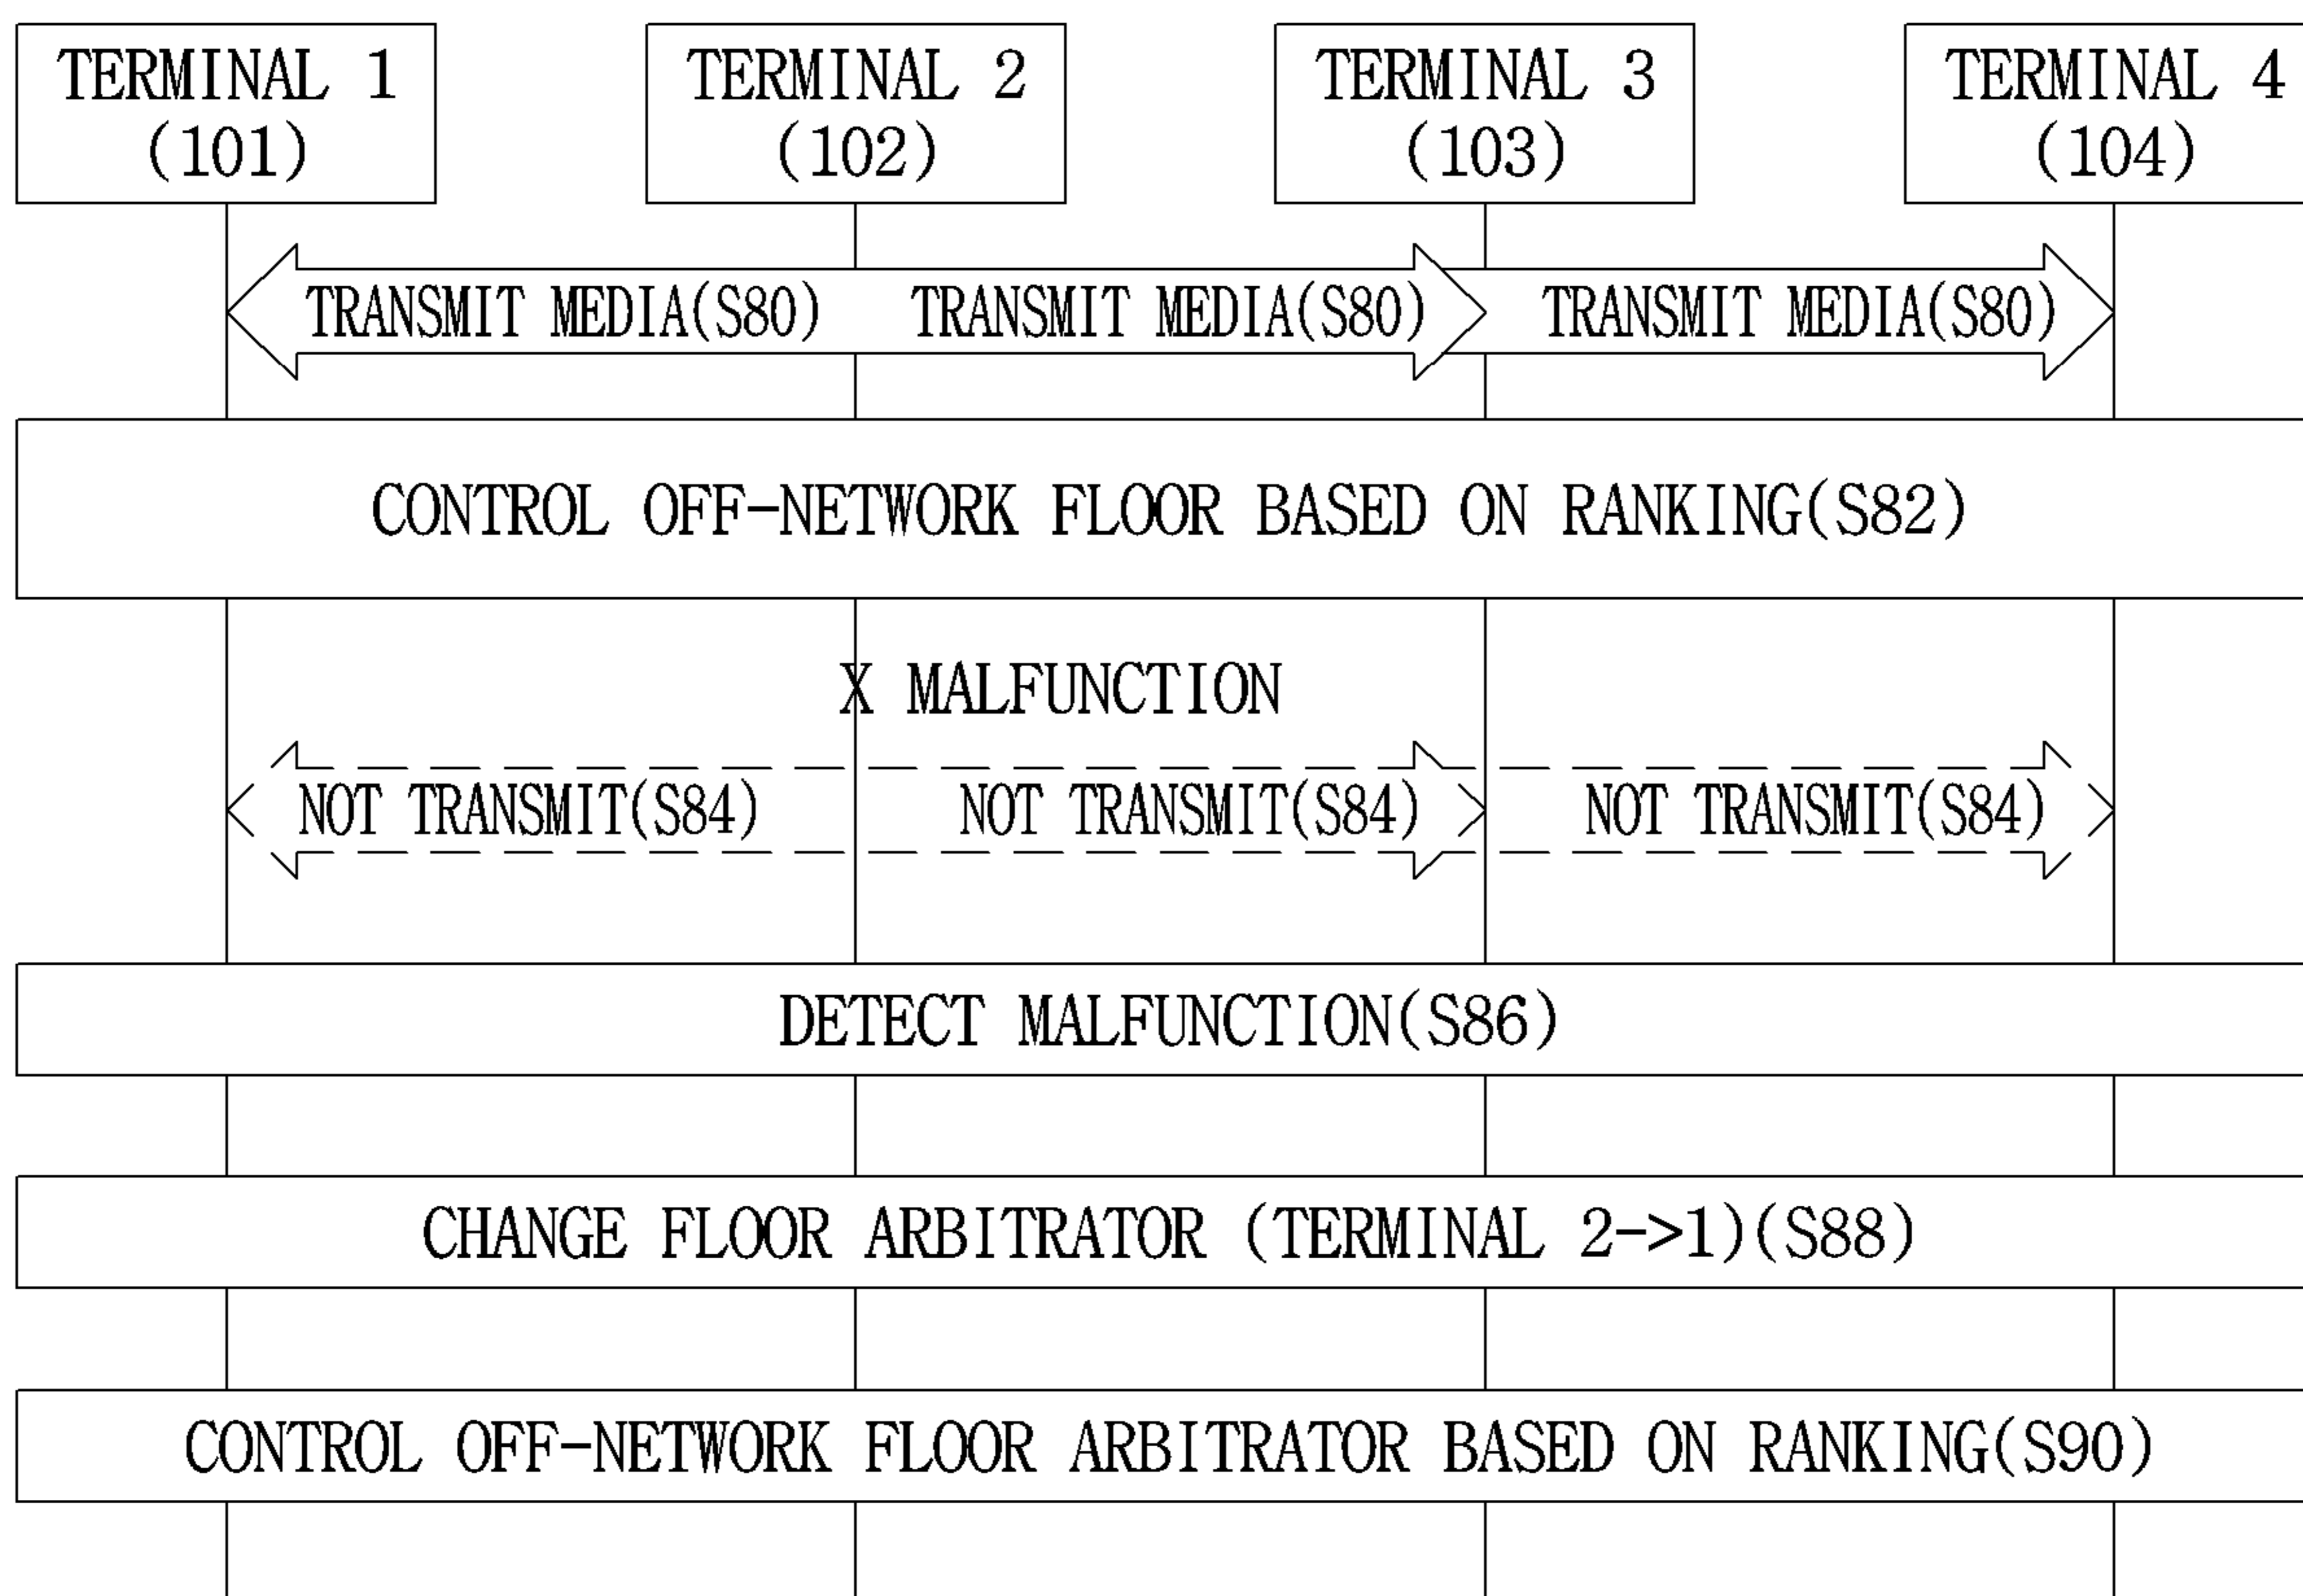 TERMINAL 1
(101)
TERMINAL 2
(102)
TERMINAL 3
(103)
TERMINAL 4
(104)
TRANSMIT MEDIA(S80)
TRANSMIT MEDIA(S80)
TRANSMIT MEDIA(S80)
CONTROL OFF-NETWORK FLOOR BASED ON RANKING(S82)
X MALFUNCTION
NOT TRANSMIT(S84)
NOT TRANSMIT(S84)
NOT TRANSMIT(S84)
DETECT MALFUNCTION(S86)
CHANGE FLOOR ARBITRATOR (TERMINAL 2->1)(S88)
CONTROL OFF-NETWORK FLOOR ARBITRATOR BASED ON RANKING(S90)